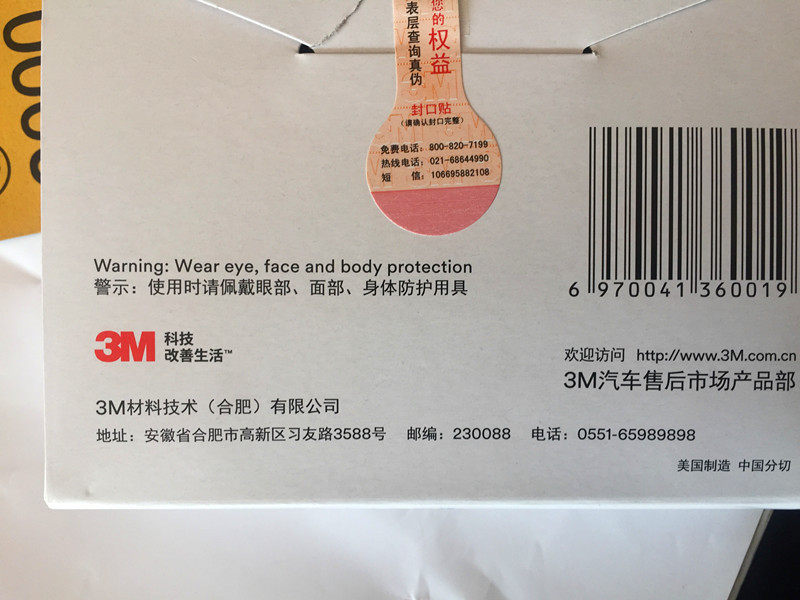 您的权益
表层查询真伪
封口贴
(请确认封口完整)
免费电话：800-820-7199
热线电话：021-68644990
短 信：106695882108
Warning: Wear eye, face and body protection
警示：使用时请佩戴眼部、面部、身体防护用具
6 970041 360019
3M 科技
改善生活™
欢迎访问 http://www.3M.com.cn
3M汽车售后市场产品部
3M材料技术（合肥）有限公司
地址：安徽省合肥市高新区习友路3588号 邮编：230088 电话：0551-65989898
美国制造 中国分切